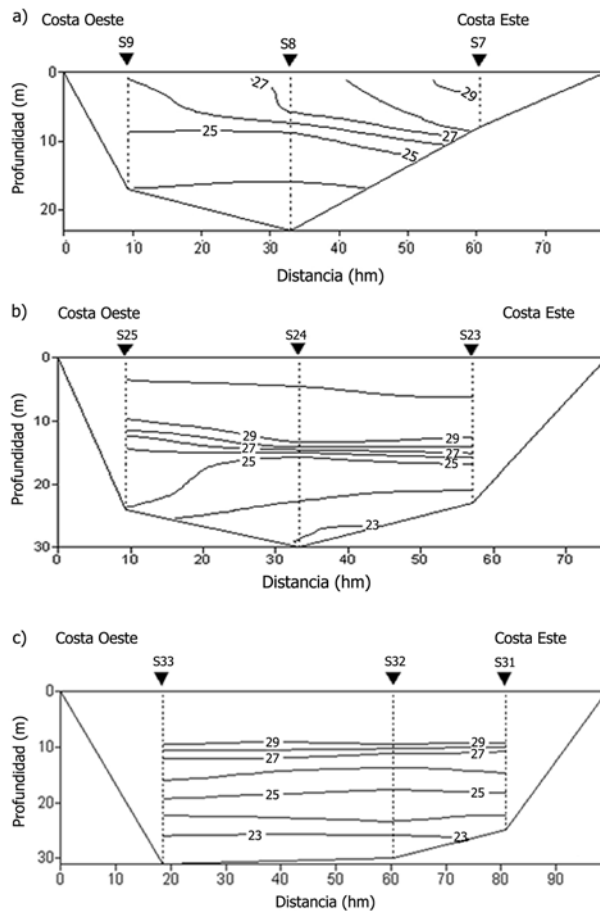 a)
Costa Oeste Costa Este
S9 S8 S7
0
10
20
Profundidad (m)
27
29
25
27
25
0 10 20 30 40 50 60 70
Distancia (hm)
b)
Costa Oeste Costa Este
S25 S24 S23
0
10
20
30
Profundidad (m)
29 29
27 27
25 25
23
0 10 20 30 40 50 60 70
Distancia (hm)
c)
Costa Oeste Costa Este
S33 S32 S31
0
10
20
30
Profundidad (m)
29 29
27 27
25 25
23 23
0 10 20 30 40 50 60 70 80 90
Distancia (hm)